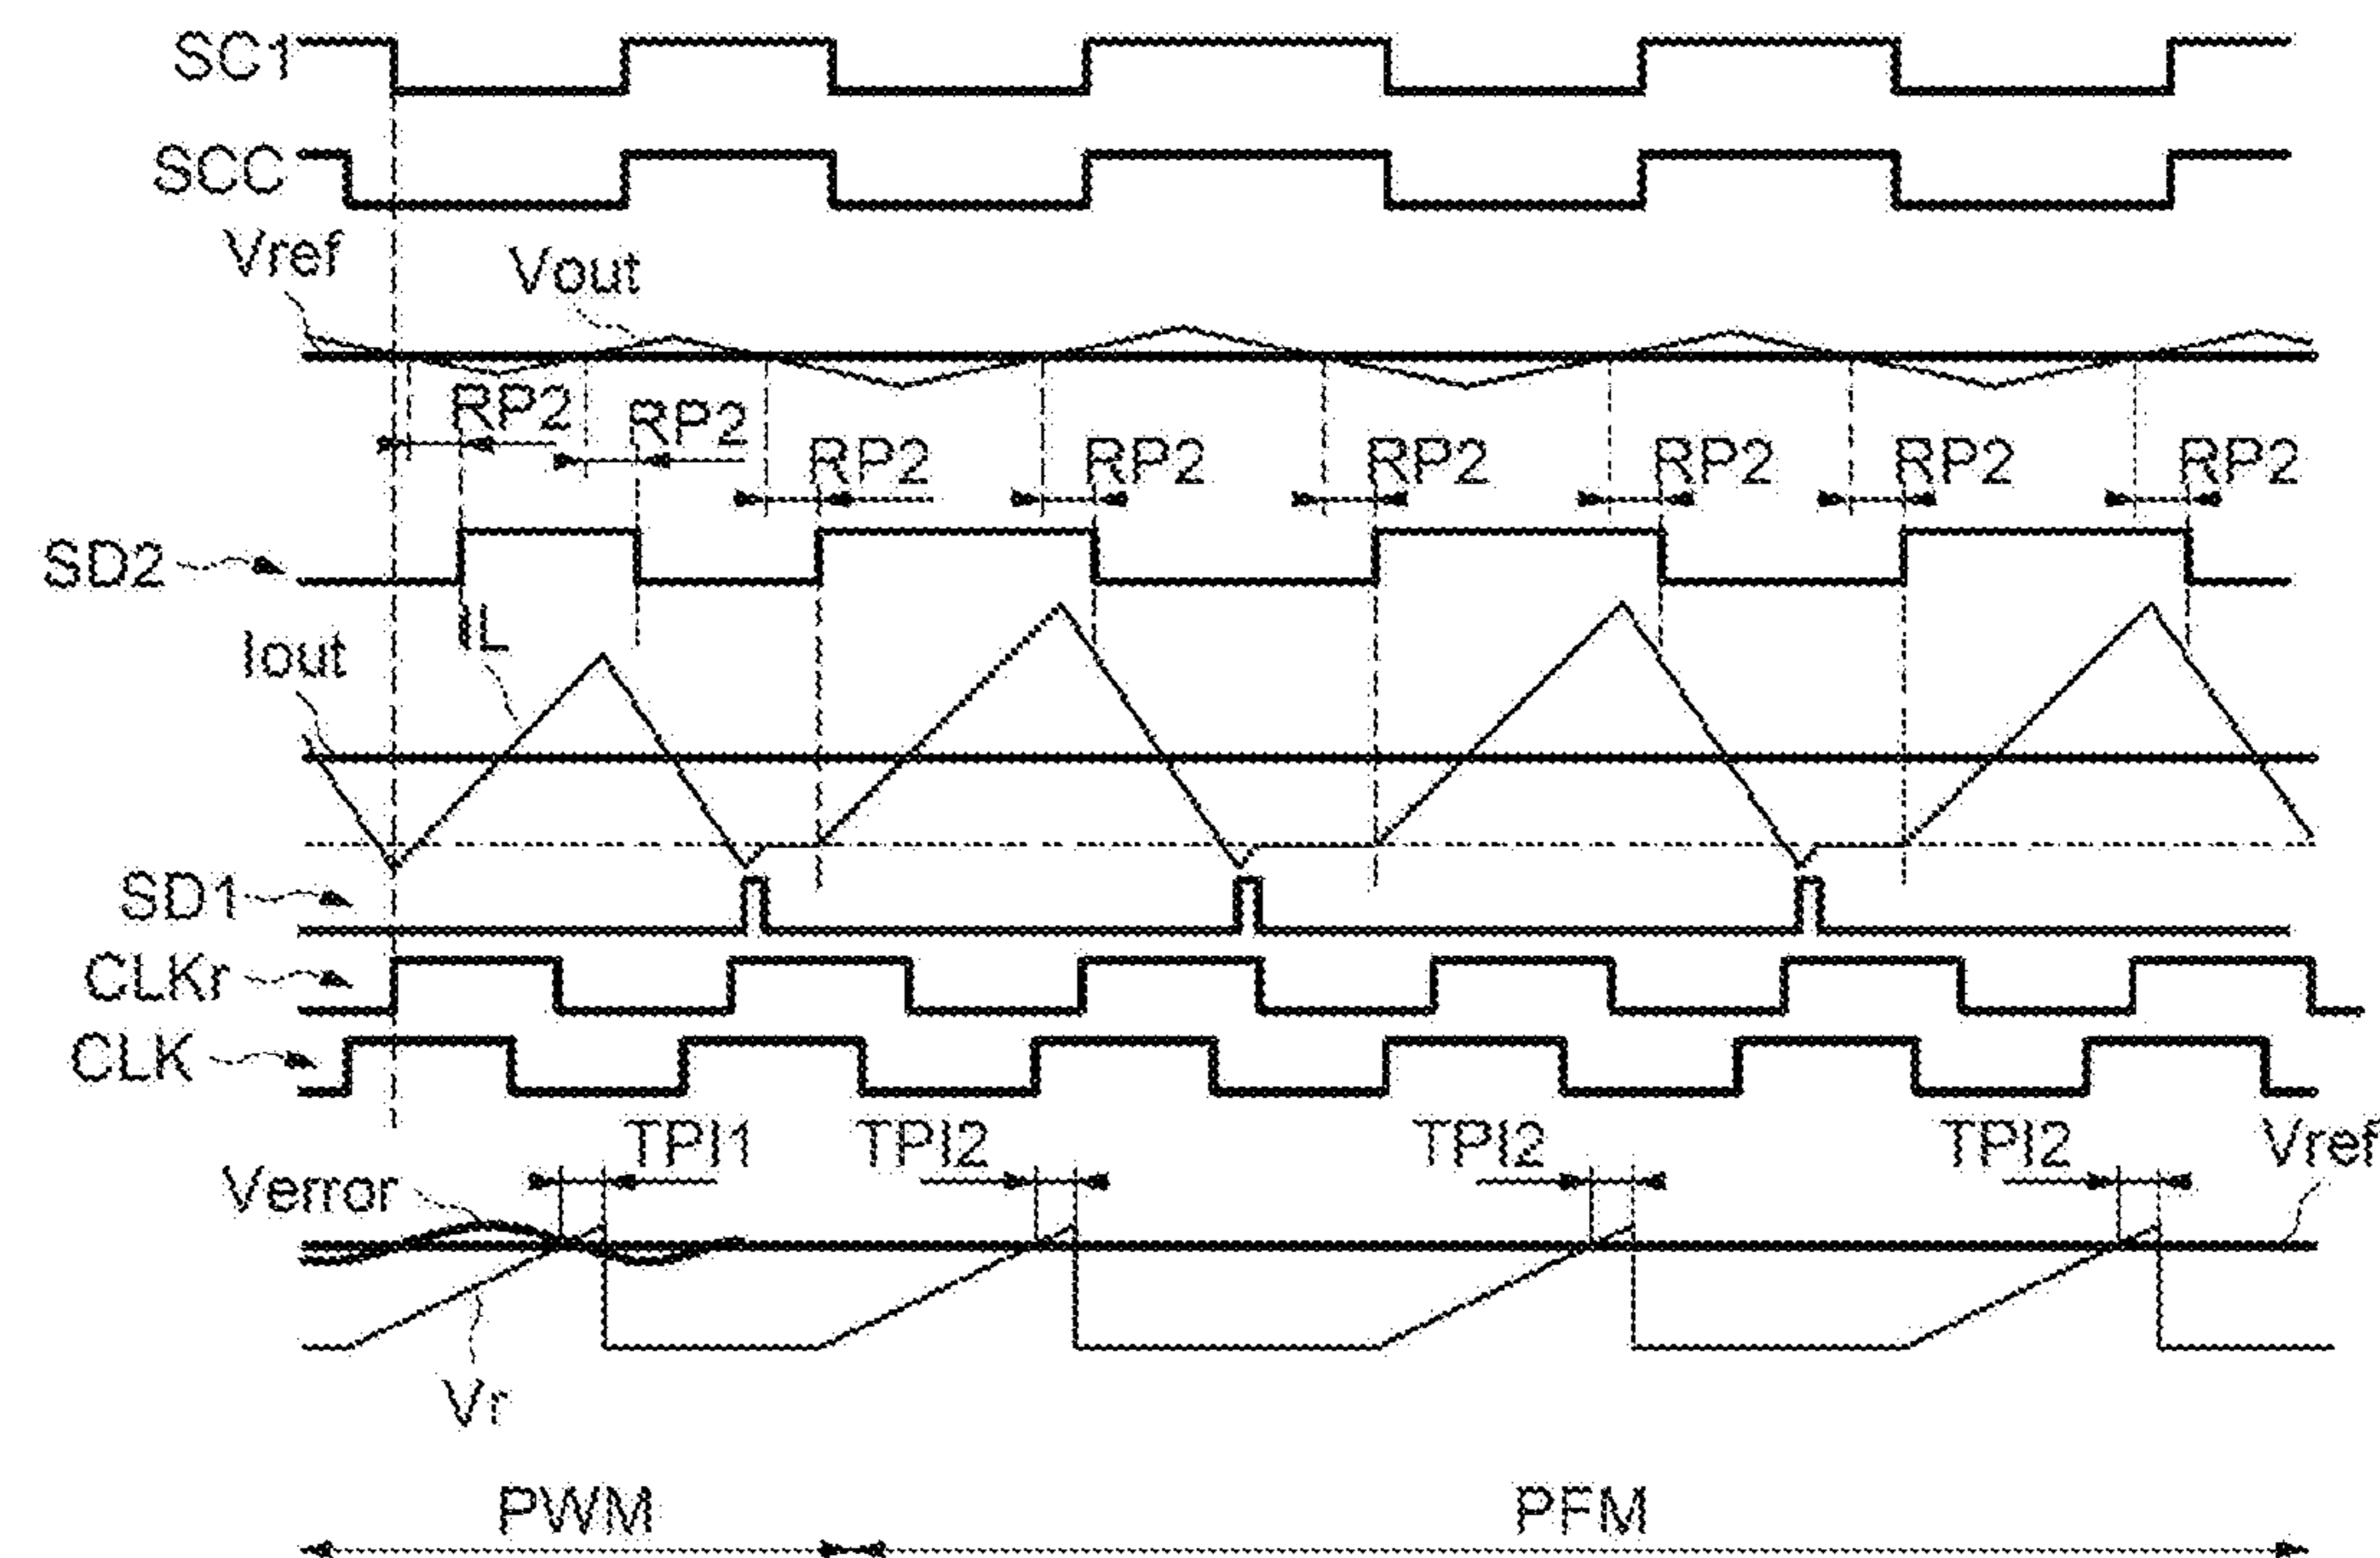 SC1
SCC
Vref
Vout
RP2
RP2
RP2
RP2
RP2
RP2
RP2
RP2
SD2
IL
Iout
SD1
CLKr
CLK
TPI1
TPI2
TPI2
TPI2
Vref
Verror
Vr
PWM
PFM